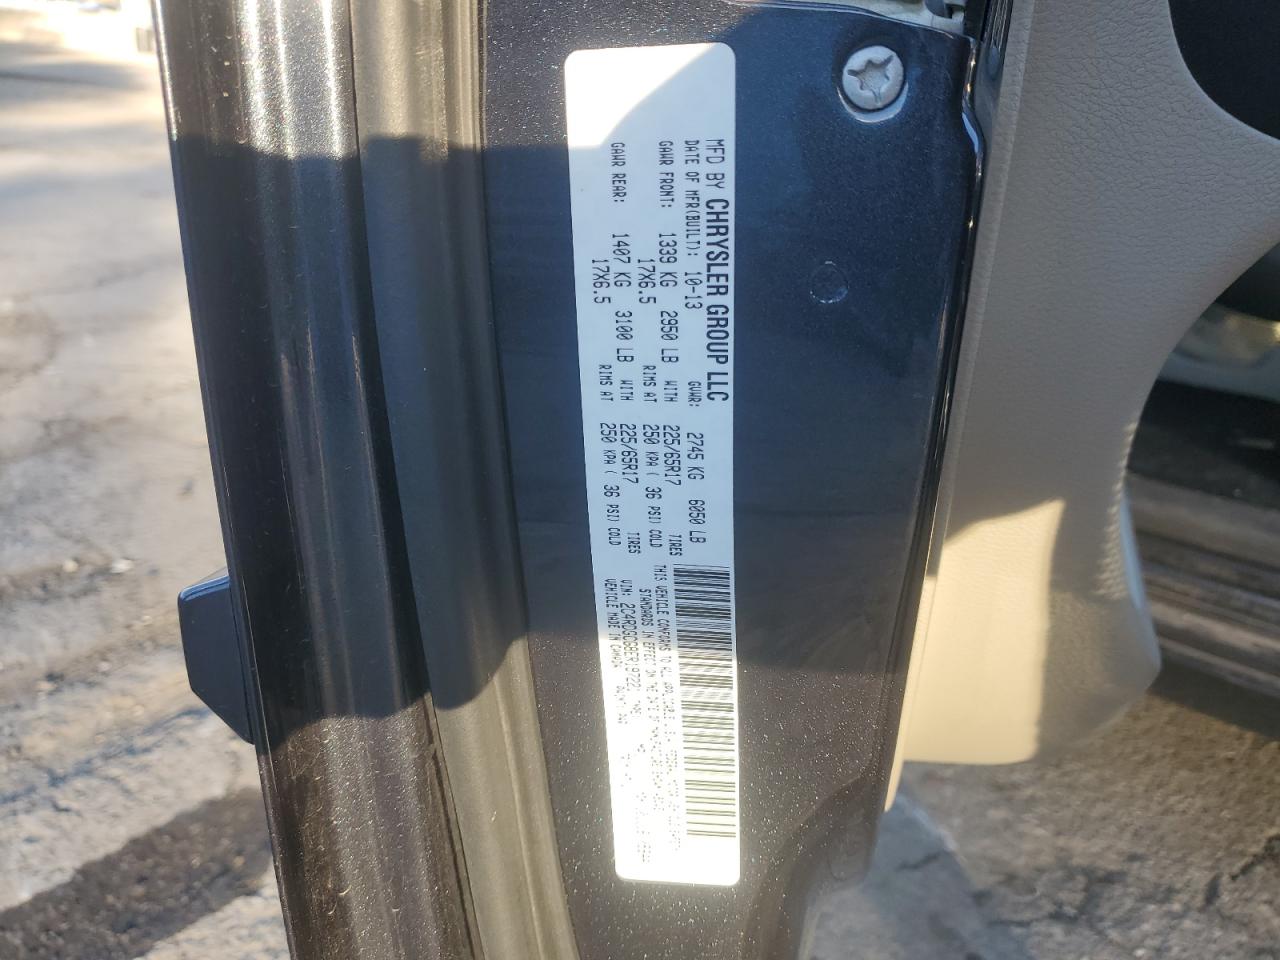 MFD BY CHRYSLER GROUP LLC
DATE OF MFR(BUILT): 10-13 GVWR: 2745 KG 6050 LB
GAWR FRONT: 1339 KG 2950 LB WITH 225/65R17 TIRES
17X6.5 RIMS AT 250 KPA ( 36 PSI) COLD
GAWR REAR: 1407 KG 3100 LB WITH 225/65R17 TIRES
17X6.5 RIMS AT 250 KPA ( 36 PSI) COLD
THIS VEHICLE CONFORMS TO ALL
STANDARDS IN EFFECT ON THE DATE OF
VIN:
VEHICLE MADE IN CANADA